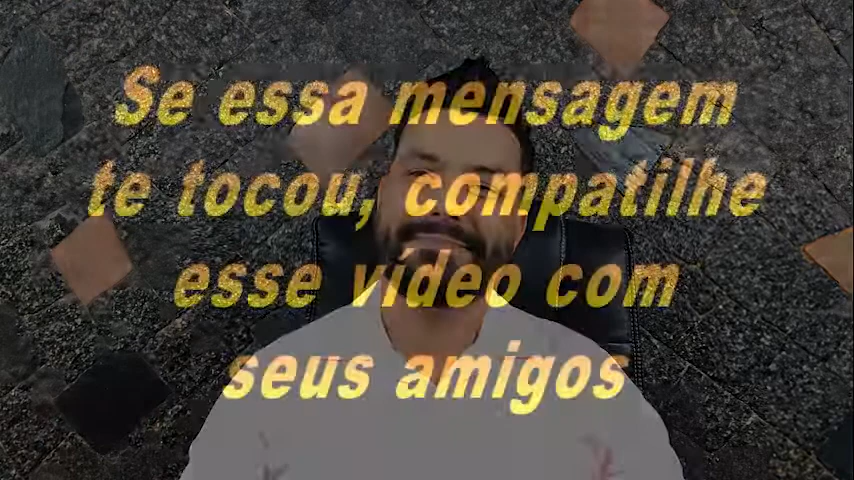 Se essa mensagem
te tocou, compatilhe
esse vídeo com
seus amigos